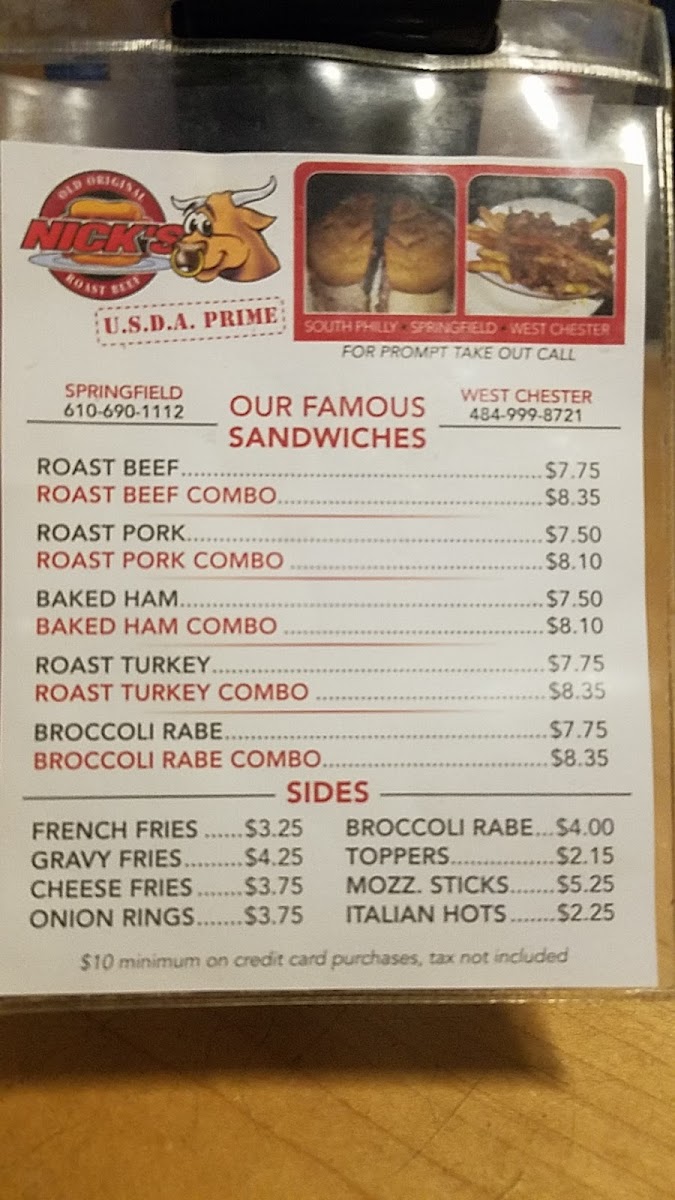 OLD ORIGINAL
NICK'S
ROAST BEEF
U.S.D.A. PRIME
SOUTH PHILLY • SPRINGFIELD • WEST CHESTER
FOR PROMPT TAKE OUT CALL
SPRINGFIELD
610-690-1112
WEST CHESTER
484-999-8721
OUR FAMOUS
SANDWICHES
ROAST BEEF....................$7.75
ROAST BEEF COMBO....................$8.35
ROAST PORK....................$7.50
ROAST PORK COMBO ....................$8.10
BAKED HAM....................$7.50
BAKED HAM COMBO ....................$8.10
ROAST TURKEY....................$7.75
ROAST TURKEY COMBO ....................$8.35
BROCCOLI RABE....................$7.75
BROCCOLI RABE COMBO....................$8.35
SIDES
FRENCH FRIES ......$3.25
GRAVY FRIES.........$4.25
CHEESE FRIES .......$3.75
ONION RINGS.......$3.75
BROCCOLI RABE...$4.00
TOPPERS................$2.15
MOZZ. STICKS.......$5.25
ITALIAN HOTS .......$2.25
$10 minimum on credit card purchases, tax not included